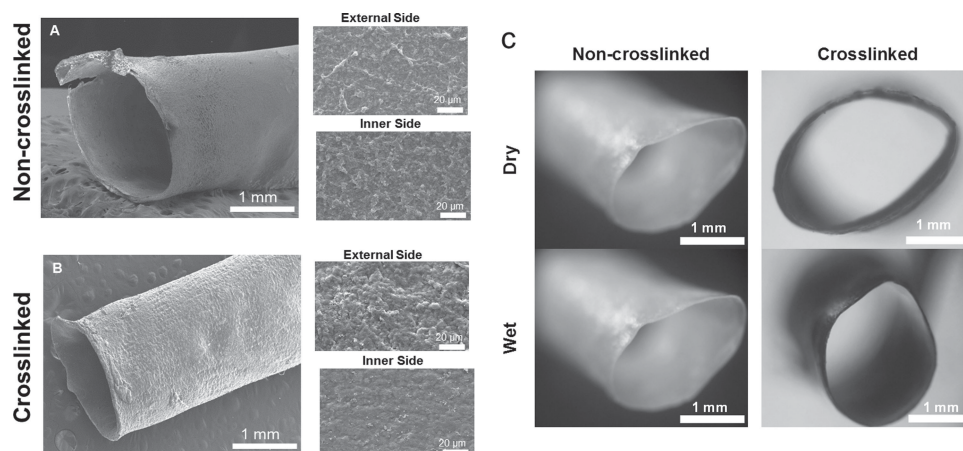 Non-crosslinked
A
1 mm
External Side
20 µm
Inner Side
20 µm
Crosslinked
B
1 mm
External Side
20 µm
Inner Side
20 µm
C
Non-crosslinked
Crosslinked
Dry
1 mm
1 mm
Wet
1 mm
1 mm